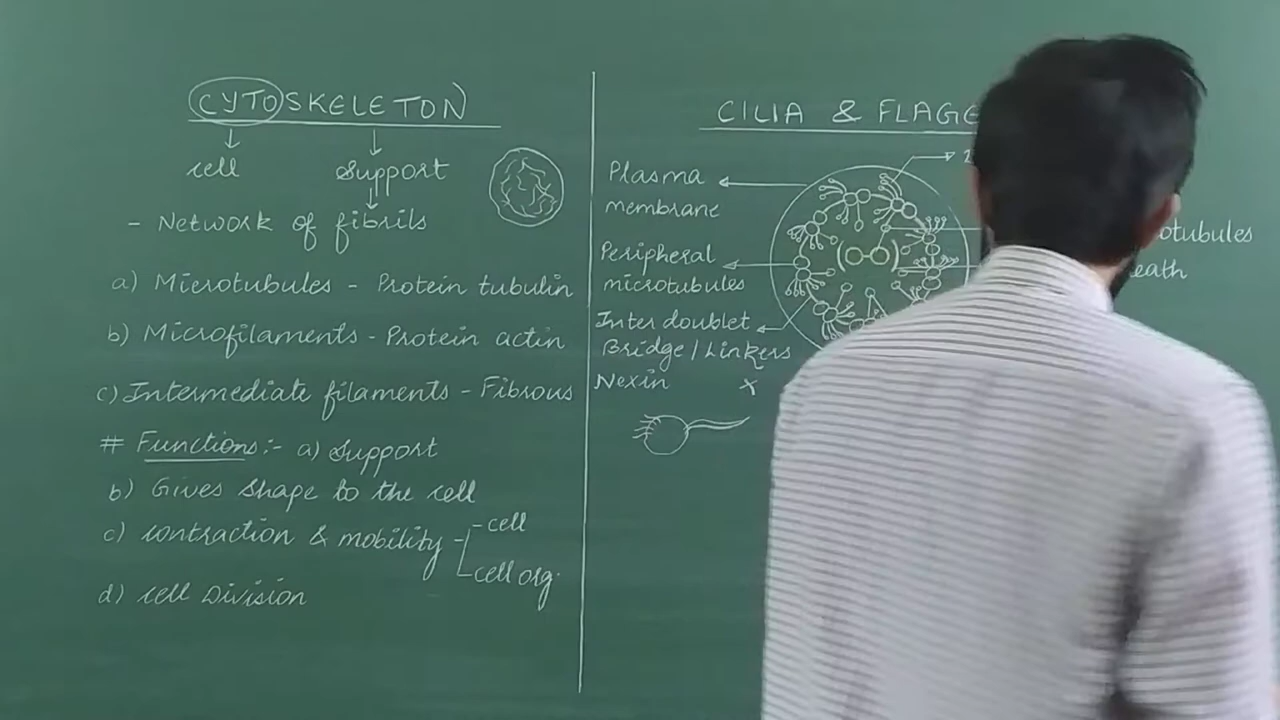 CYTOSKELETON
cell support
- Network of fibrils
a) Microtubules - Protein tubulin
b) Microfilaments - Protein actin
c) Intermediate filaments - Fibrous
# Functions:- a) Support
b) Gives shape to the cell
c) contraction & mobility - cell
cell org.
d) cell Division
CILIA & FLAGE
Plasma
membrane
Peripheral
microtubules
Inter doublet
Bridge / Linkers
Nexin x
otubules
eath